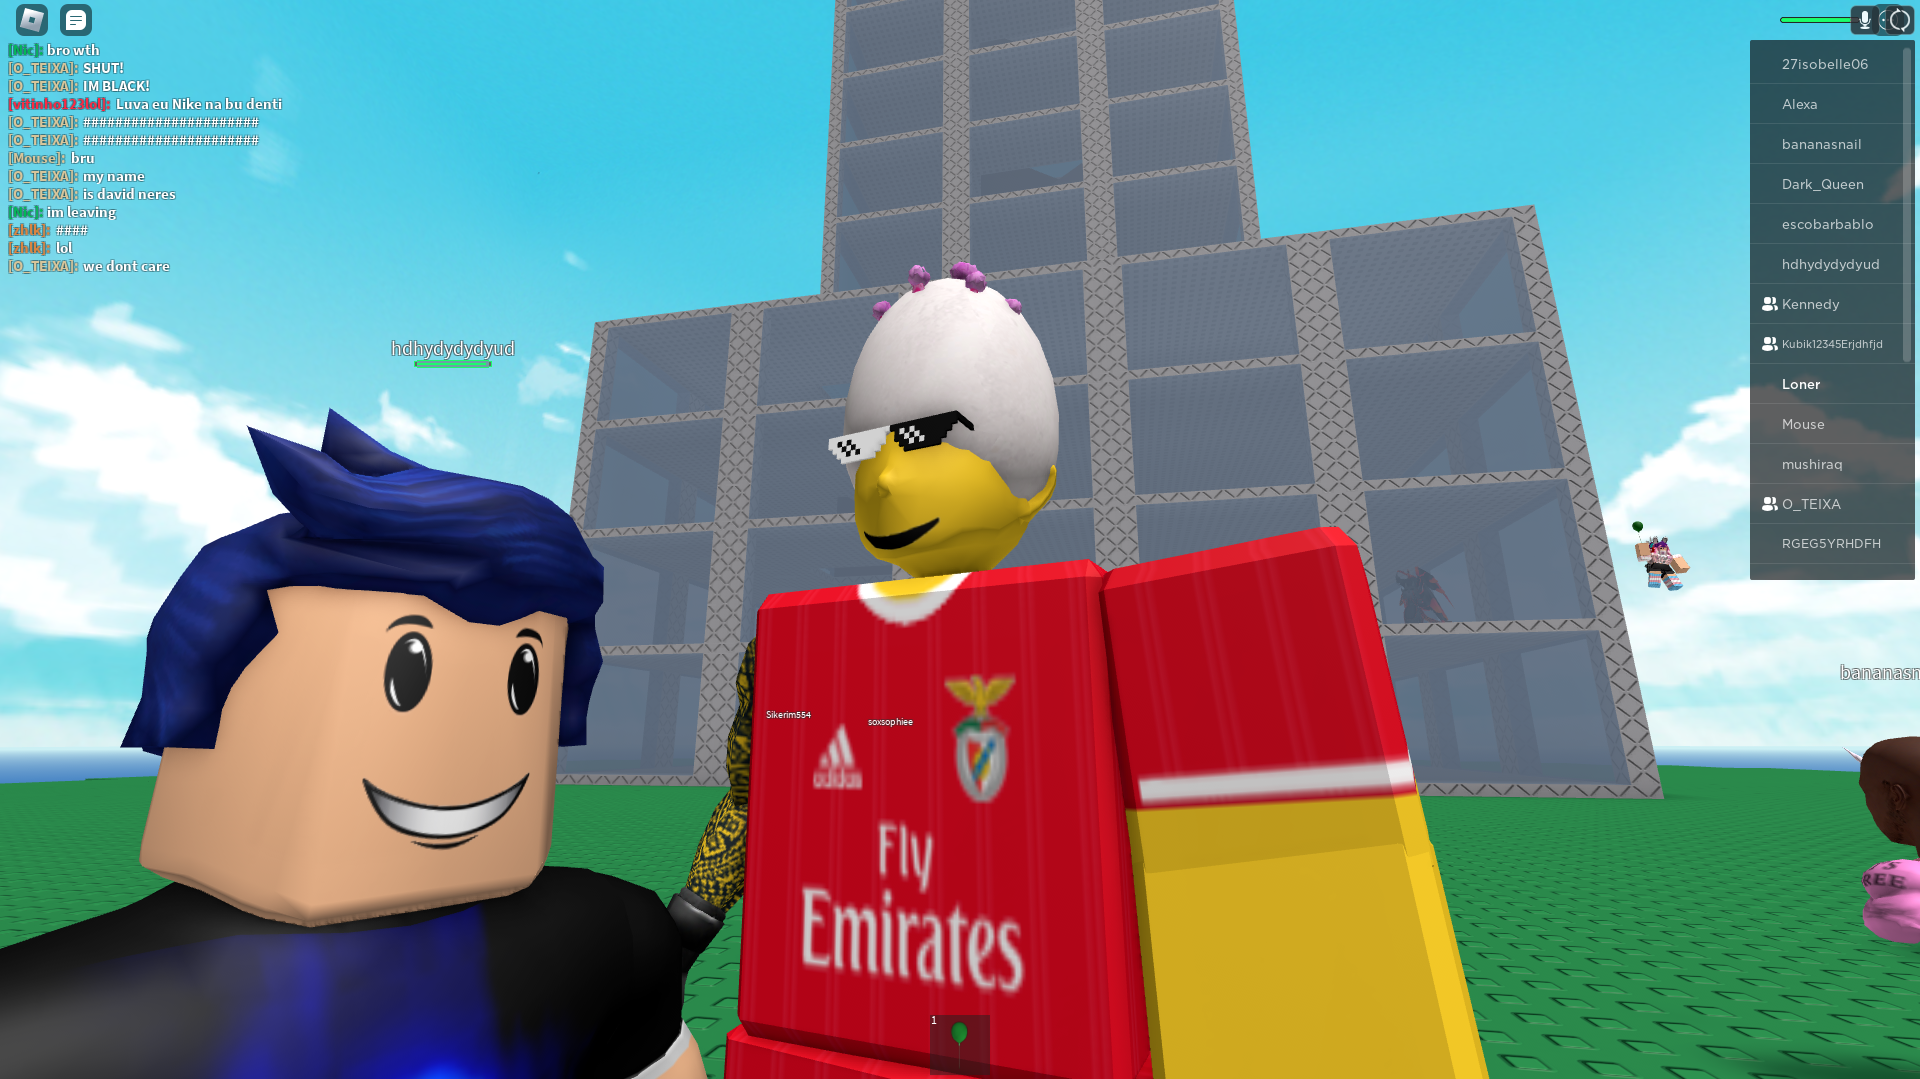 [Nic]: bro wth
[O_TEIXA]: SHUT!
[O_TEIXA]: IM BLACK!
[vitinho123lol]: Luva eu Nike na bu denti
[O_TEIXA]: ######################
[O_TEIXA]: ######################
[Mouse]: bru
[O_TEIXA]: my name
[O_TEIXA]: is david neres
[Nic]: im leaving
[zhlk]: ####
[zhlk]: lol
[O_TEIXA]: we dont care
27isobelle06
Alexa
bananasnail
Dark_Queen
escobarbablo
hdhydydydyud
Kennedy
Kubik12345Erjdhfjd
Loner
Mouse
mushiraq
O_TEIXA
RGEG5YRHDFH
hdhydydydyud
bananasn
Sikerim554
soxsophiee
adidas
Fly
Emirates
REE
1